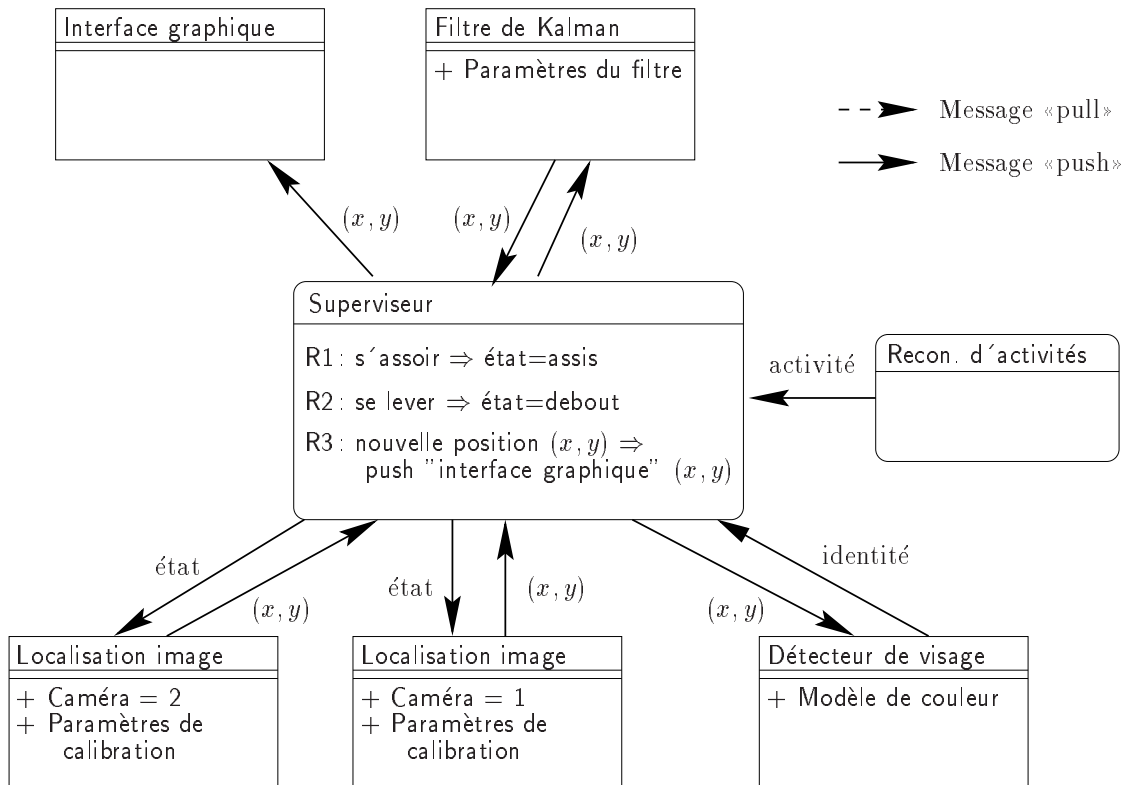 Interface graphique
Filtre de Kalman
+ Paramètres du filtre
Message «pull»
Message «push»
(x, y)
(x, y)
(x, y)
Superviseur
R1: s´assoir ⇒ état=assis
R2: se lever ⇒ état=debout
R3: nouvelle position (x, y) ⇒
push "interface graphique" (x, y)
activité
Recon. d´activités
état
(x, y)
état
(x, y)
(x, y)
identité
Localisation image
+ Caméra = 2
+ Paramètres de
calibration
Localisation image
+ Caméra = 1
+ Paramètres de
calibration
Détecteur de visage
+ Modèle de couleur